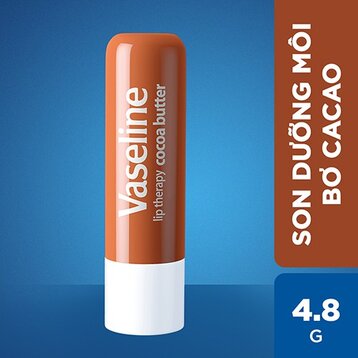 Vaseline
lip therapy cocoa butter
SON DƯỠNG MÔI
BƠ CACAO
4.8
G